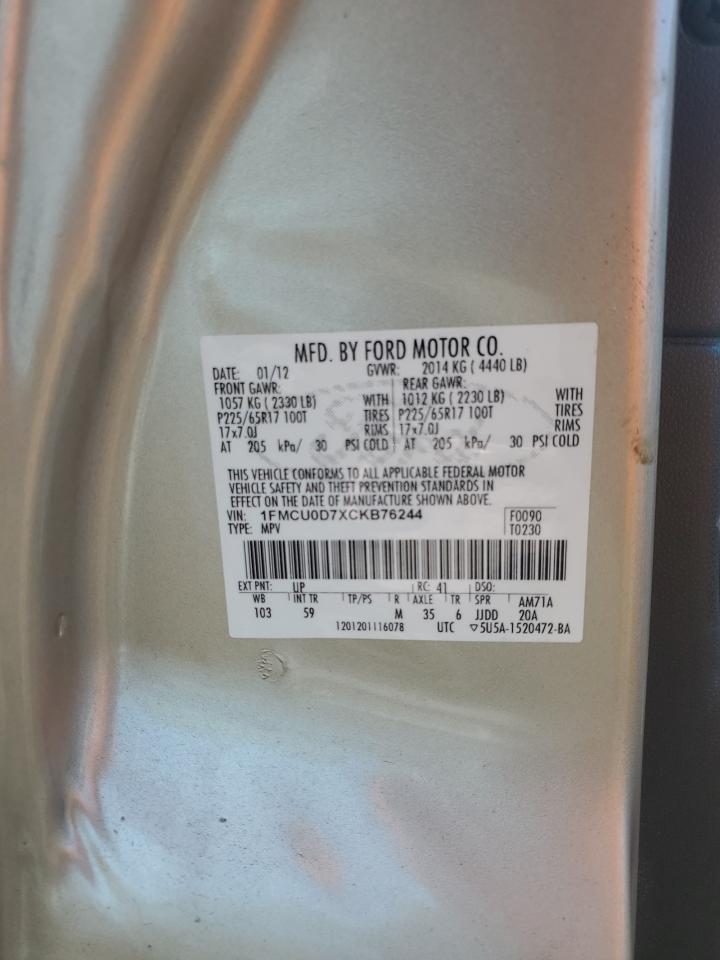 MFD. BY FORD MOTOR CO.
DATE: 01/12 GVWR: 2014 KG ( 4440 LB)
FRONT GAWR: REAR GAWR:
1057 KG ( 2330 LB) WITH 1012 KG ( 2230 LB) WITH
P225/65R17 100T TIRES P225/65R17 100T TIRES
17x7.0J RIMS 17x7.0J RIMS
AT 205 kPa/ 30 PSI COLD AT 205 kPa/ 30 PSI COLD
THIS VEHICLE CONFORMS TO ALL APPLICABLE FEDERAL MOTOR
VEHICLE SAFETY AND THEFT PREVENTION STANDARDS IN
EFFECT ON THE DATE OF MANUFACTURE SHOWN ABOVE.
VIN: 1FMCU0D7XCKB76244 F0090
TYPE: MPV T0230
EXT PNT: UP RC: 41 DSO:
WB INT TR TP/PS R AXLE TR SPR AM71A
103 59 M 35 6 JJDD 20A
1201201116078 UTC ▽5U5A-1520472-BA